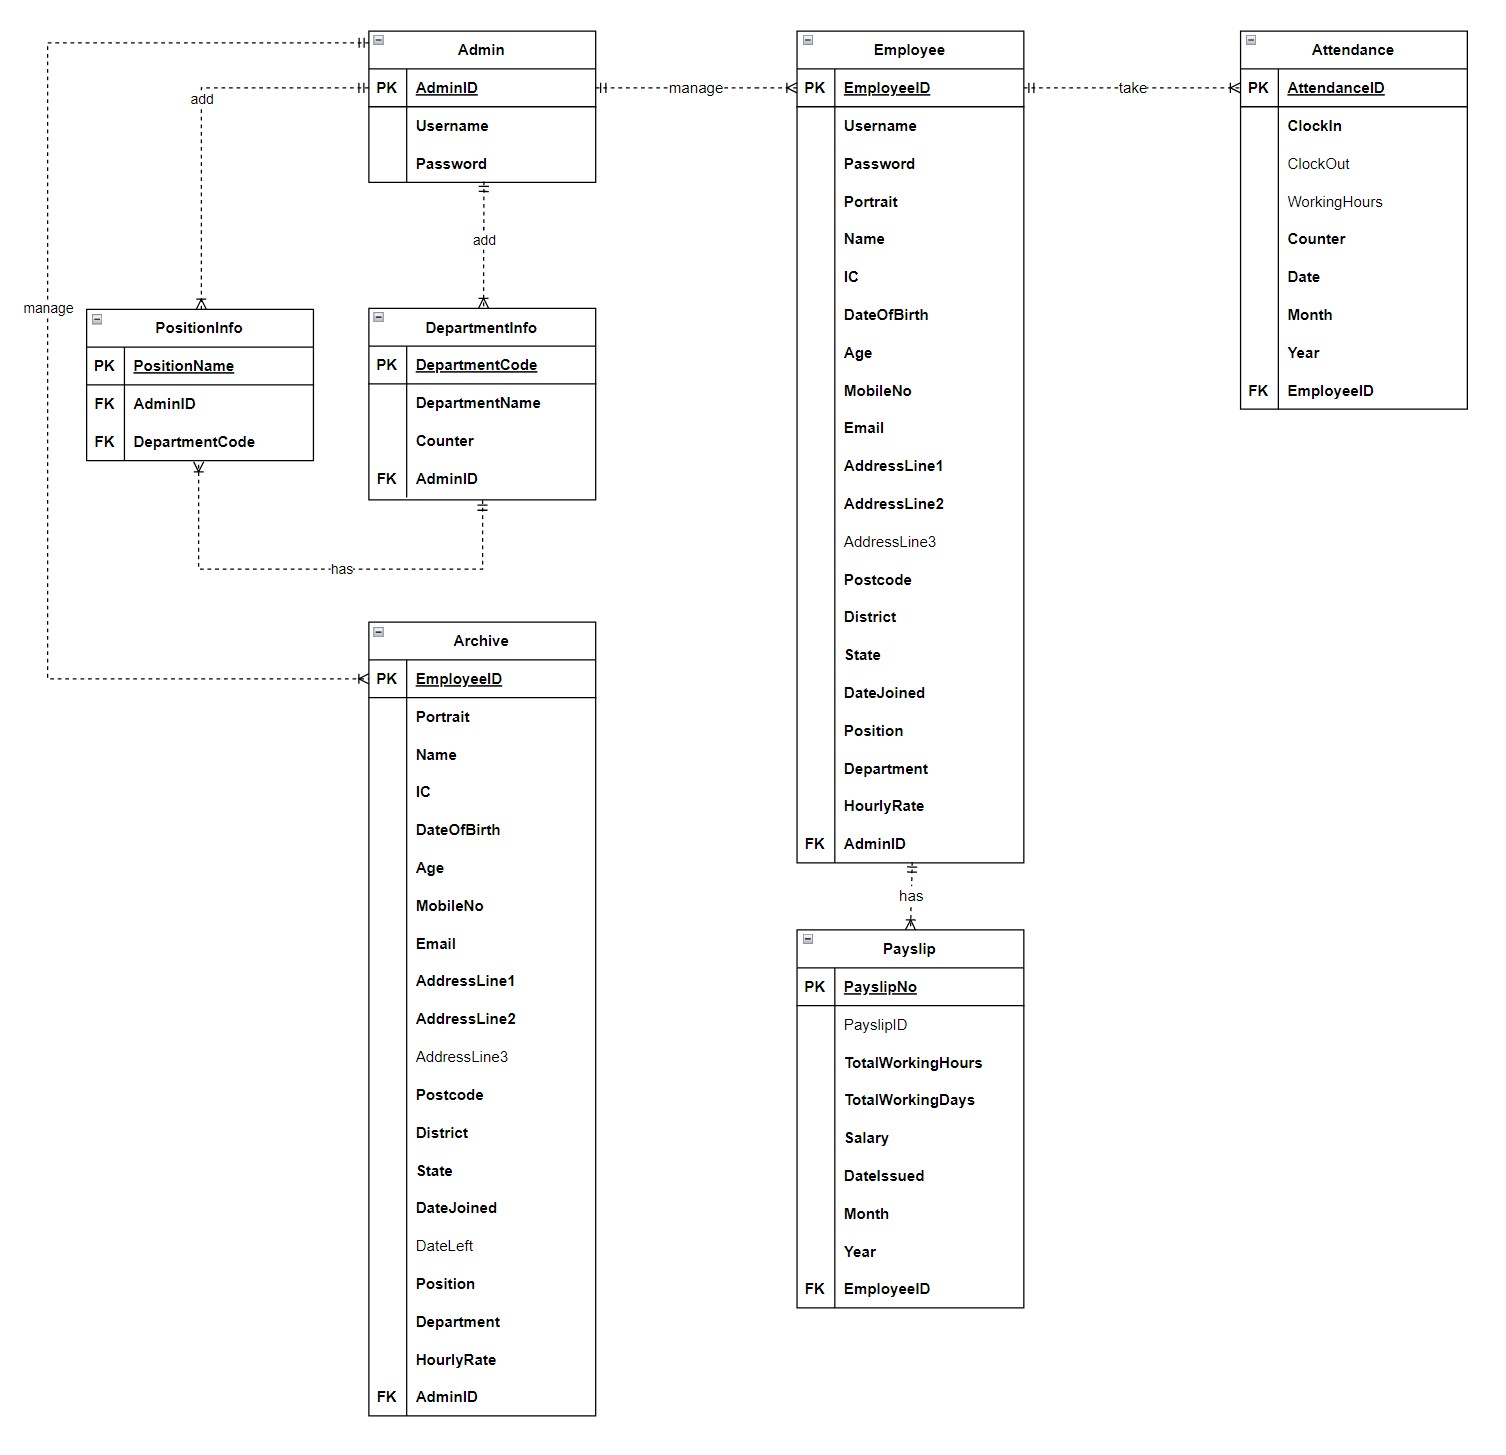 Admin
PK AdminID
Username
Password
manage
Employee
PK EmployeeID
Username
Password
Portrait
Name
IC
DateOfBirth
Age
MobileNo
Email
AddressLine1
AddressLine2
AddressLine3
Postcode
District
State
DateJoined
Position
Department
HourlyRate
FK AdminID
take
Attendance
PK AttendanceID
ClockIn
ClockOut
WorkingHours
Counter
Date
Month
Year
FK EmployeeID
add
add
manage
PositionInfo
PK PositionName
FK AdminID
FK DepartmentCode
DepartmentInfo
PK DepartmentCode
DepartmentName
Counter
FK AdminID
has
Archive
PK EmployeeID
Portrait
Name
IC
DateOfBirth
Age
MobileNo
Email
AddressLine1
AddressLine2
AddressLine3
Postcode
District
State
DateJoined
DateLeft
Position
Department
HourlyRate
FK AdminID
has
Payslip
PK PayslipNo
PayslipID
TotalWorkingHours
TotalWorkingDays
Salary
DateIssued
Month
Year
FK EmployeeID